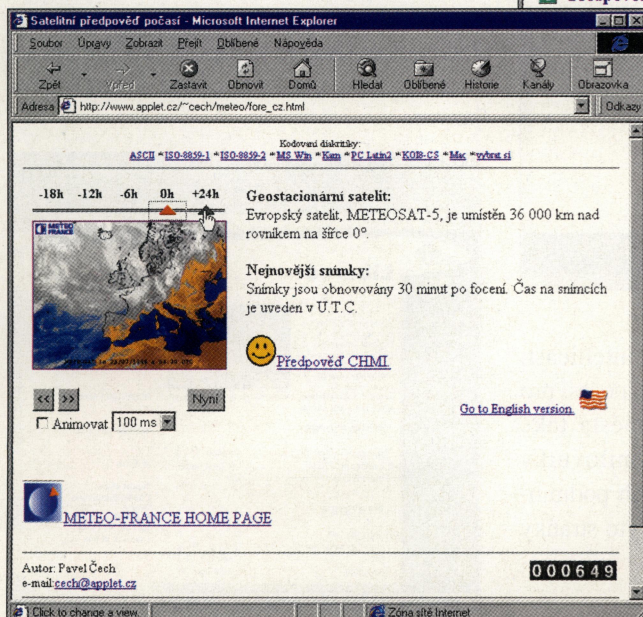 Satelitní předpověď počasí - Microsoft Internet Explorer
Soubor Úpravy Zobrazit Přejít Oblíbené Nápověda
Zpět Vpřed Zastavit Obnovit Domů Hledat Oblíbené Historie Kanály Obrazovka
Adresa http://www.applet.cz/~cech/meteo/fore_cz.html Odkazy
Kodovaní diskritiky:
ASCII * ISO-8859-1 * ISO-8859-2 * MS Win * Kam * PC Latin2 * KOI8-CS * Mac * vybrat si
-18h -12h -6h 0h +24h
METEO FRANCE
Geostacionární satelit:
Evropský satelit, METEOSAT-5, je umístěn 36 000 km nad
rovníkem na šířce 0°.
Nejnovější snímky:
Snímky jsou obnovovány 30 minut po focení. Čas na snímcích
je uveden v U.T.C.
Předpověď CHMI
<< >> Nyní
Animovat 100 ms
Go to English version
METEO-FRANCE HOME PAGE
Autor: Pavel Čech
e-mail:cech@applet.cz
000649
Click to change a view.
Zóna sítě Internet